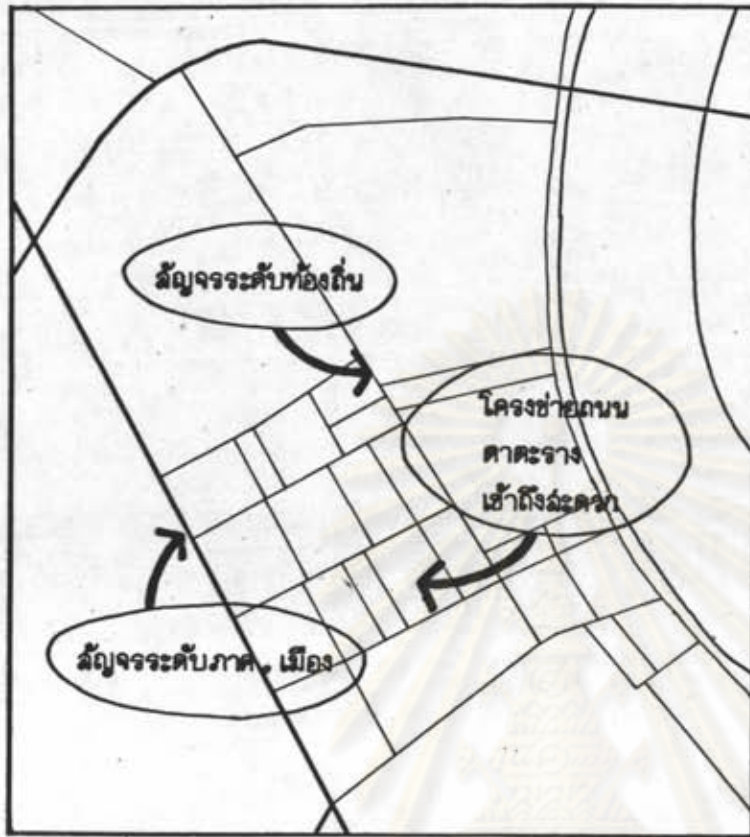 สัญจรระดับท้องถิ่น
โครงข่ายถนน
ตาตะราง
เข้าถึงสะดวก
สัญจรระดับภาค, เมือง